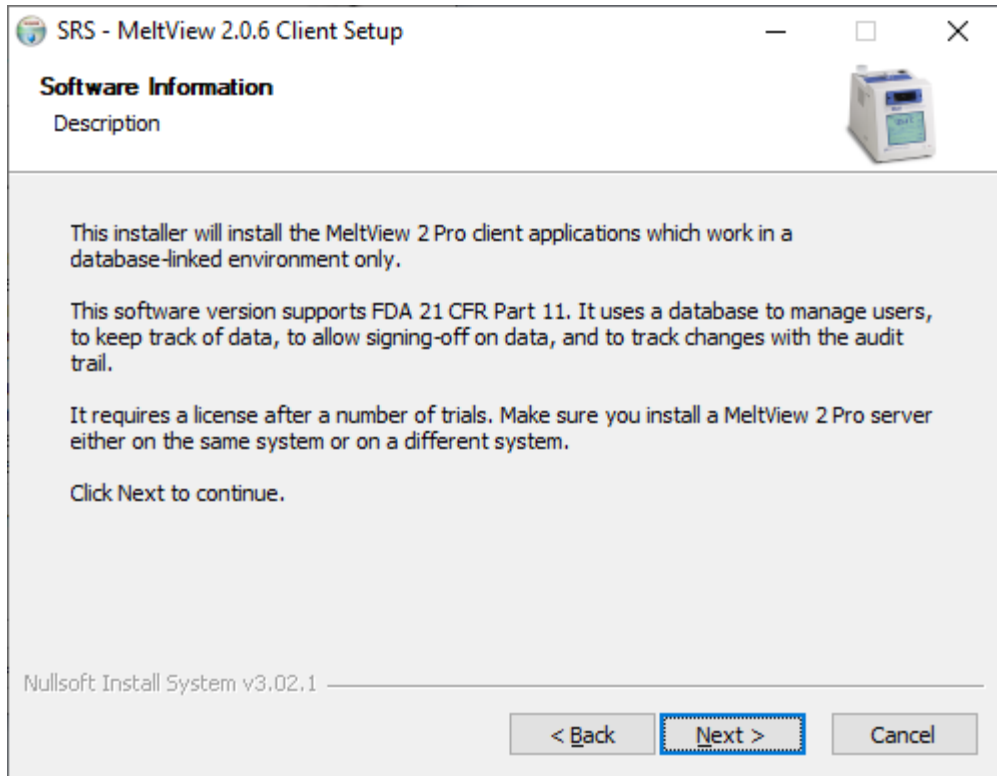 SRS - MeltView 2.0.6 Client Setup
Software Information
Description
This installer will install the MeltView 2 Pro client applications which work in a
database-linked environment only.
This software version supports FDA 21 CFR Part 11. It uses a database to manage users,
to keep track of data, to allow signing-off on data, and to track changes with the audit
trail.
It requires a license after a number of trials. Make sure you install a MeltView 2 Pro server
either on the same system or on a different system.
Click Next to continue.
Nullsoft Install System v3.02.1
< Back
Next >
Cancel